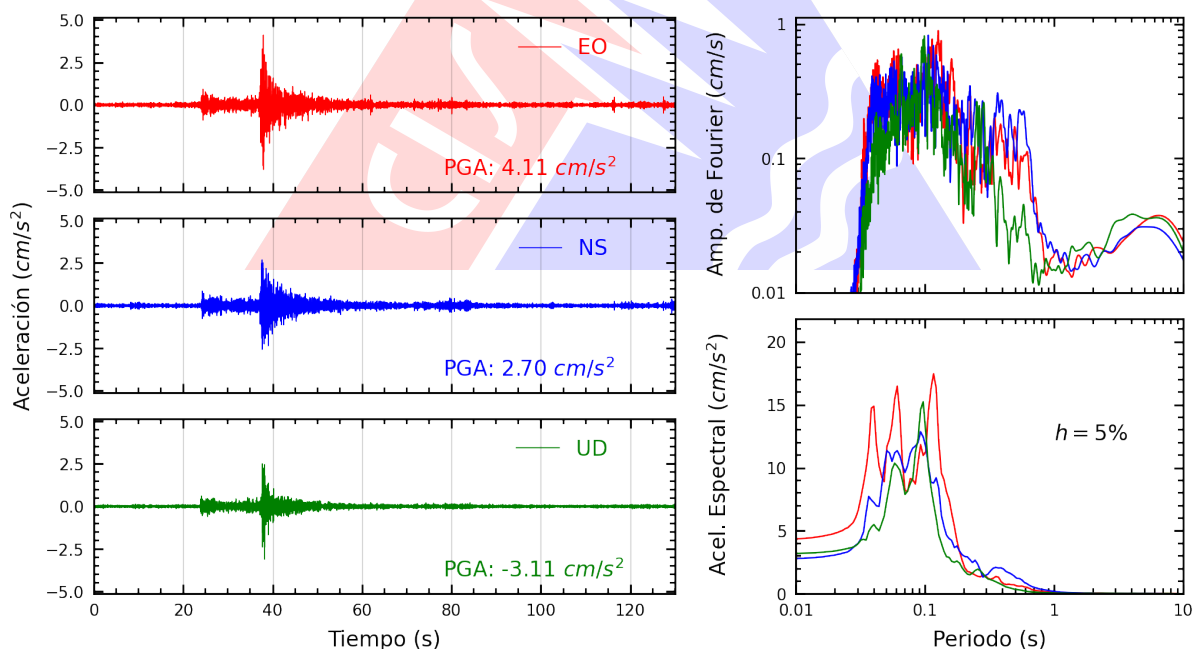 Aceleración (cm/s²)
5.0
2.5
0.0
−2.5
−5.0
EO
PGA: 4.11 cm/s²
5.0
2.5
0.0
−2.5
−5.0
NS
PGA: 2.70 cm/s²
5.0
2.5
0.0
−2.5
−5.0
UD
PGA: -3.11 cm/s²
0 20 40 60 80 100 120
Tiempo (s)
Amp. de Fourier (cm/s)
1
0.1
0.01
Acel. Espectral (cm/s²)
20
15
10
5
0
h = 5%
0.01 0.1 1 10
Periodo (s)